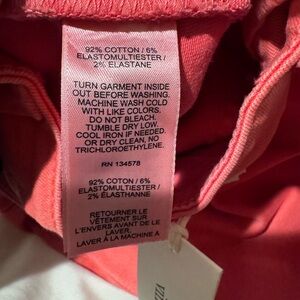 92% COTTON / 6%
ELASTOMULTIESTER /
2% ELASTANE
TURN GARMENT INSIDE
OUT BEFORE WASHING.
MACHINE WASH COLD
WITH LIKE COLORS.
DO NOT BLEACH.
TUMBLE DRY LOW.
COOL IRON IF NEEDED.
OR DRY CLEAN. NO
TRICHLOROETHYLENE.
RN 134578
92% COTON / 6%
ELASTOMULTIESTER /
2% ÉLASTHANNE
RETOURNER LE
VÊTEMENT SUR
L'ENVERS AVANT DE LE
LAVER.
LAVER À LA MACHINE À